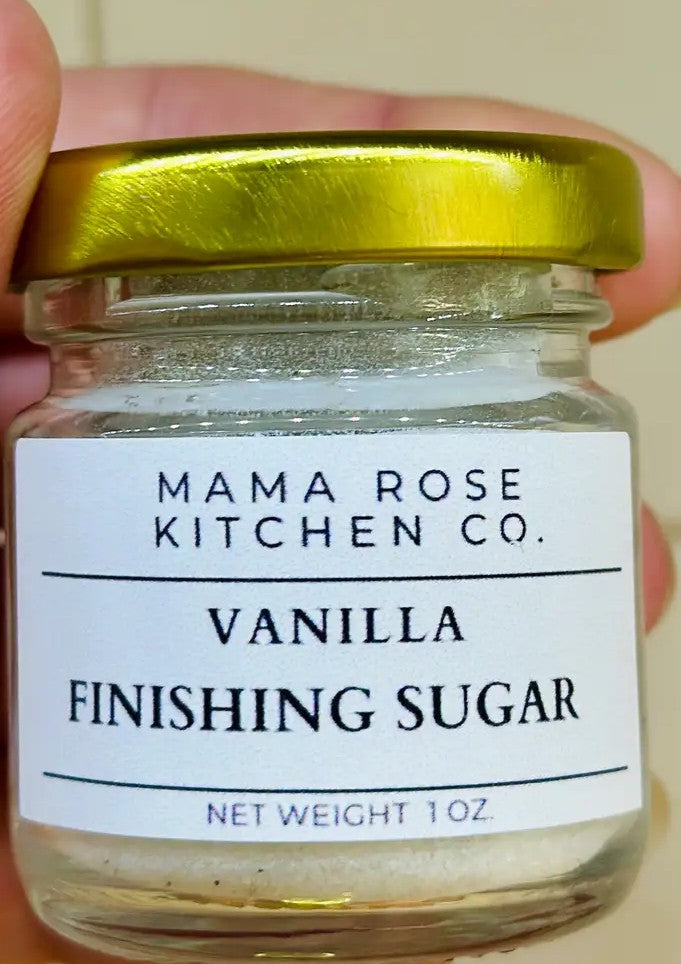 MAMA ROSE
KITCHEN CO.
VANILLA
FINISHING SUGAR
NET WEIGHT 1 OZ.